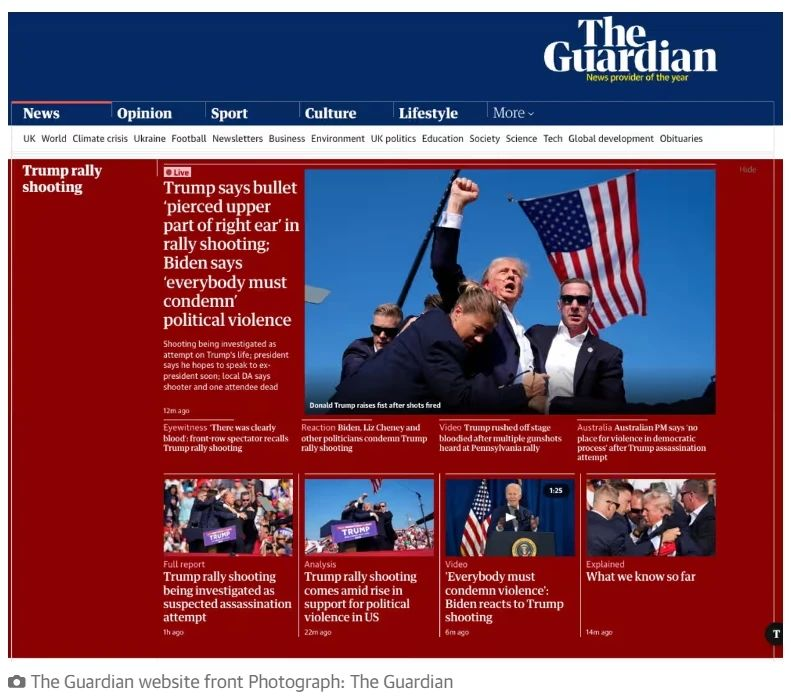 The
Guardian
News provider of the year
News Opinion Sport Culture Lifestyle More
UK World Climate crisis Ukraine Football Newsletters Business Environment UK politics Education Society Science Tech Global development Obituaries
Trump rally
shooting
Hide
Live
Trump says bullet
‘pierced upper
part of right ear’ in
rally shooting;
Biden says
‘everybody must
condemn’
political violence
Shooting being investigated as
attempt on Trump's life; president
says he hopes to speak to ex-
president soon; local DA says
shooter and one attendee dead
12m ago
Donald Trump raises fist after shots fired
Eyewitness ‘There was clearly
blood’: front-row spectator recalls
Trump rally shooting
Reaction Biden, Liz Cheney and
other politicians condemn Trump
rally shooting
Video Trump rushed off stage
bloodied after multiple gunshots
heard at Pennsylvania rally
Australia Australian PM says ‘no
place for violence in democratic
process’ after Trump assassination
attempt
TRUMP
Full report
Trump rally shooting
being investigated as
suspected assassination
attempt
1h ago
TRUMP
Analysis
Trump rally shooting
comes amid rise in
support for political
violence in US
22m ago
1:25
Video
‘Everybody must
condemn violence’:
Biden reacts to Trump
shooting
6m ago
Explained
What we know so far
14m ago
T
The Guardian website front Photograph: The Guardian